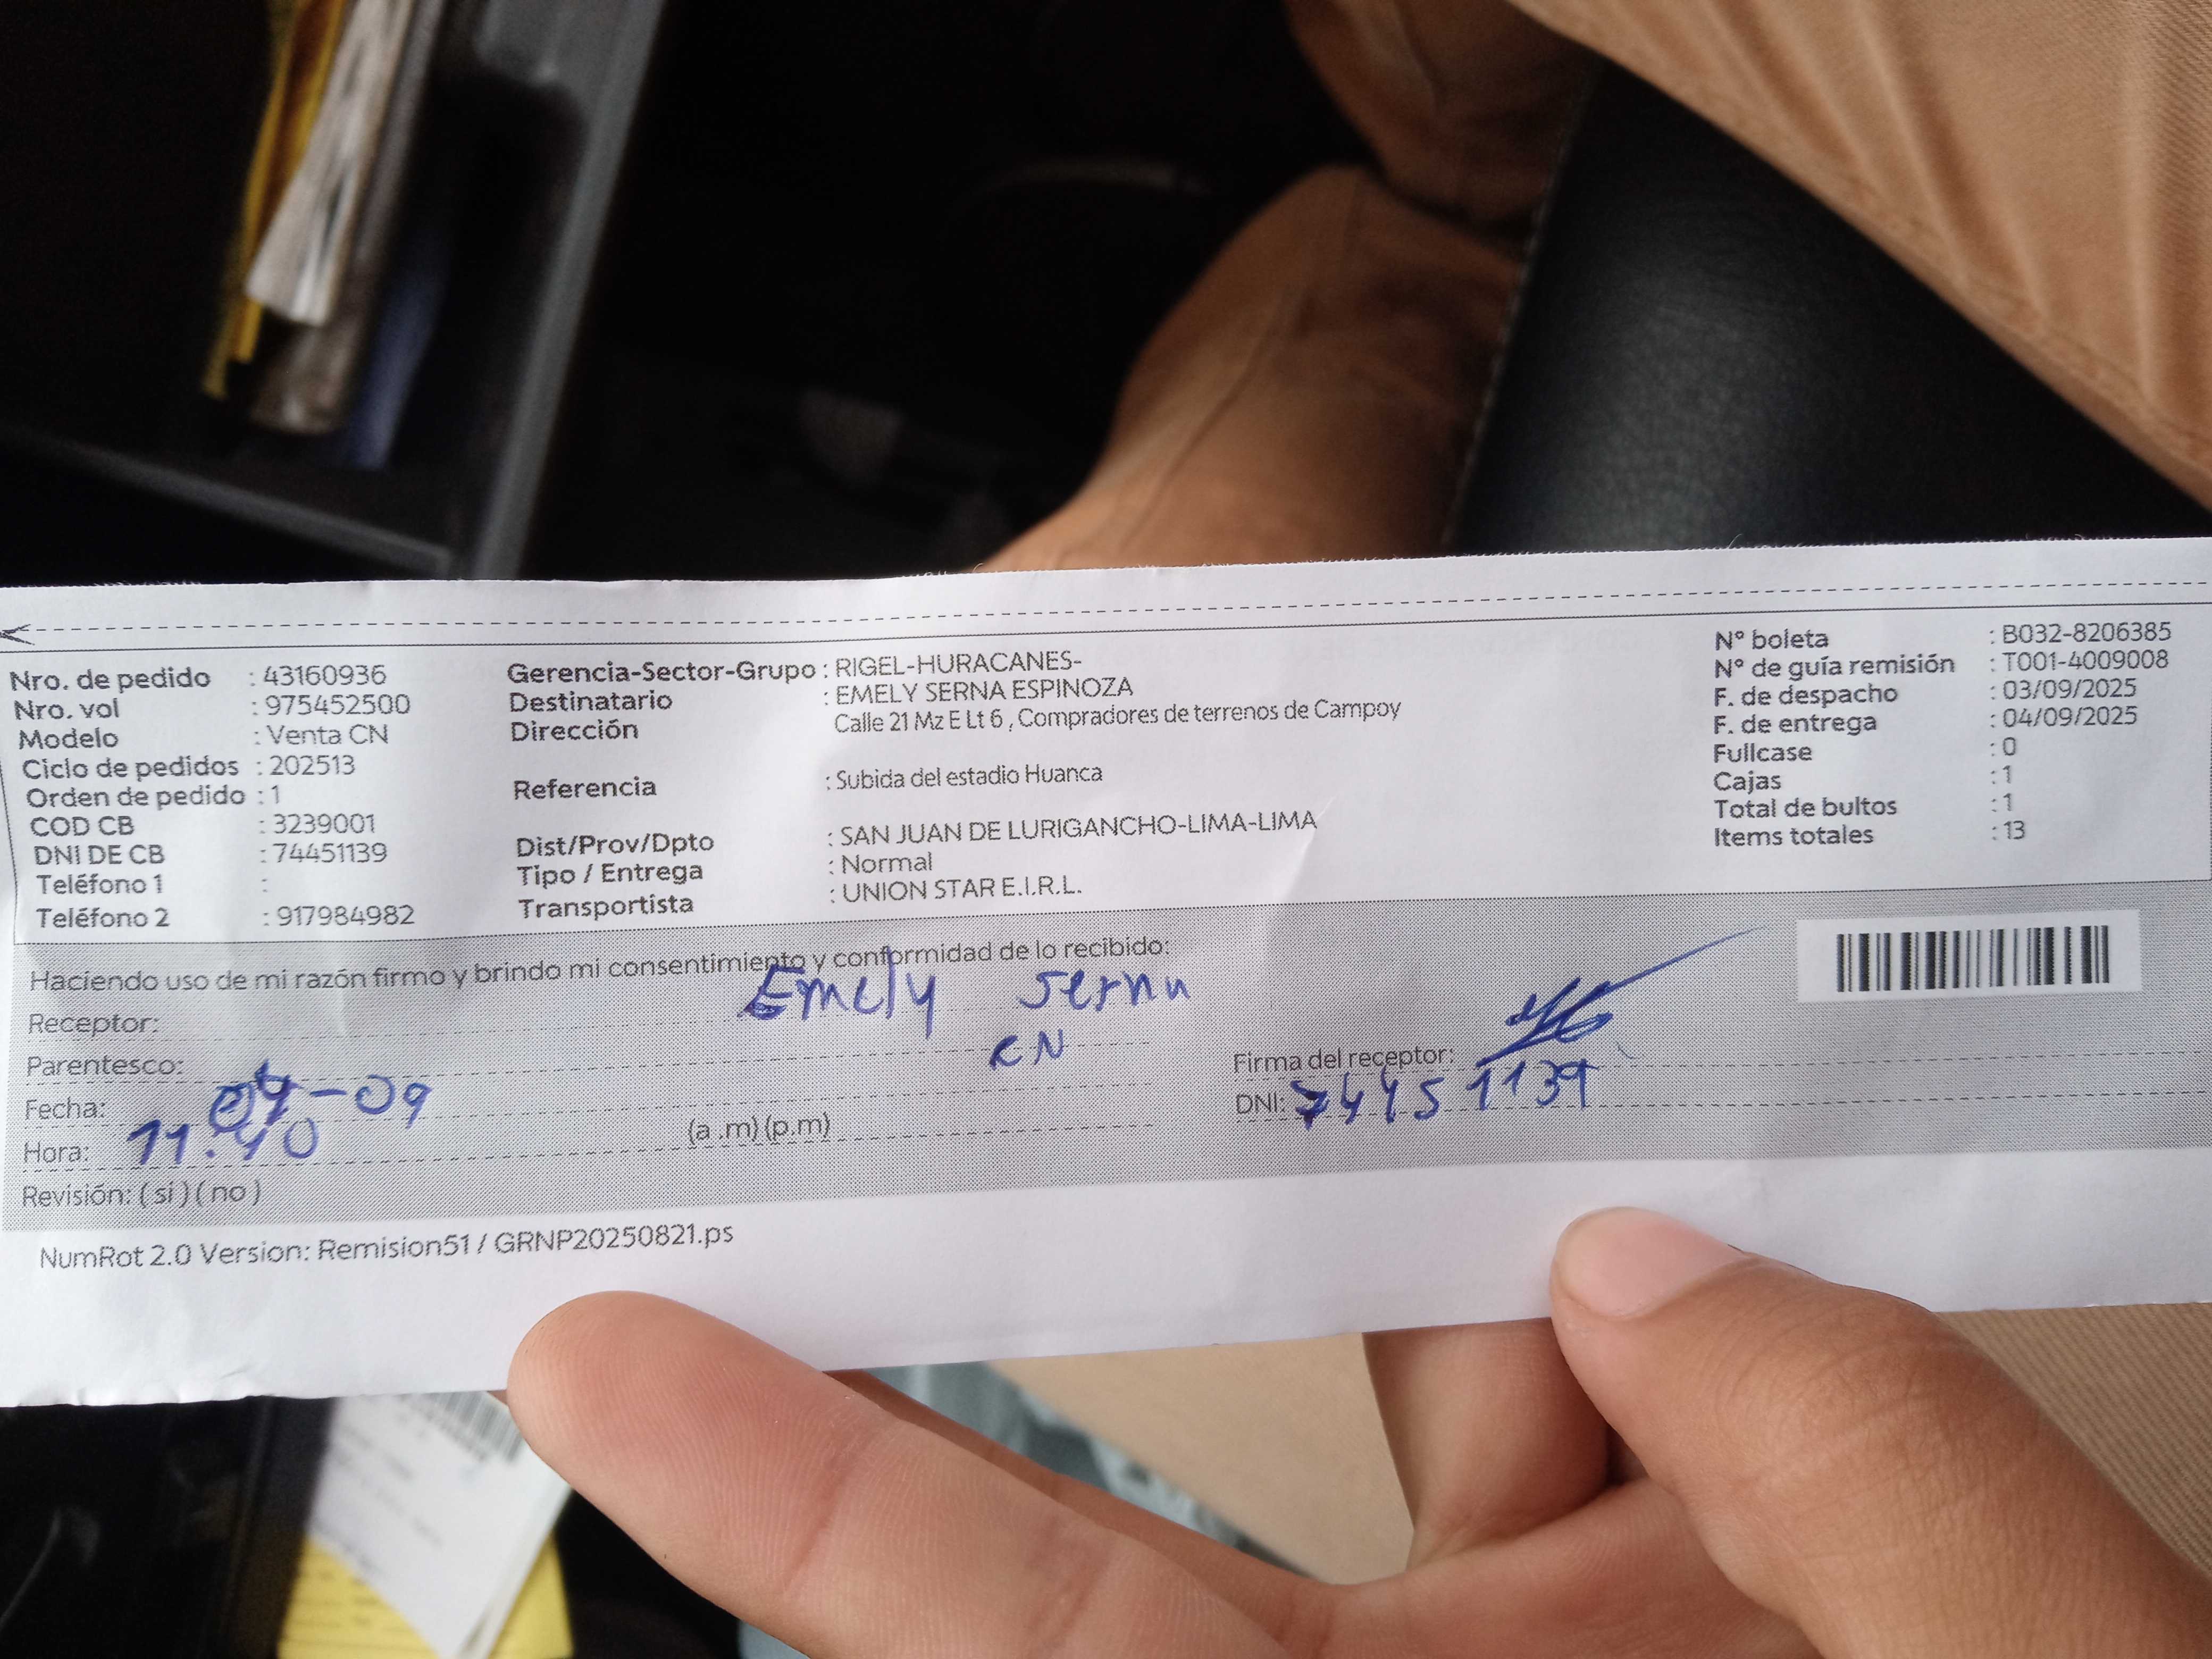 Nro. de pedido : 43160936
Nro. vol : 975452500
Modelo : Venta CN
Ciclo de pedidos : 202513
Orden de pedido : 1
COD CB : 3239001
DNI DE CB : 74451139
Teléfono 1 :
Teléfono 2 : 917984982
Gerencia-Sector-Grupo : RIGEL-HURACANES-
Destinatario : EMELY SERNA ESPINOZA
Dirección Calle 21 Mz E Lt 6 , Compradores de terrenos de Campoy
Referencia : Subida del estadio Huanca
Dist/Prov/Dpto : SAN JUAN DE LURIGANCHO-LIMA-LIMA
Tipo / Entrega : Normal
Transportista : UNION STAR E.I.R.L.
N° boleta : B032-8206385
N° de guía remisión : T001-4009008
F. de despacho : 03/09/2025
F. de entrega : 04/09/2025
Fullcase : 0
Cajas : 1
Total de bultos : 1
Items totales : 13
Haciendo uso de mi razón firmo y brindo mi consentimiento y conformidad de lo recibido:
Receptor: Emely Serna
Parentesco: CN
Firma del receptor:
Fecha: 04-09
DNI: 74451139
Hora: 11.40 (a .m) (p.m)
Revisión: ( si ) ( no )
NumRot 2.0 Version: Remision51 / GRNP20250821.ps